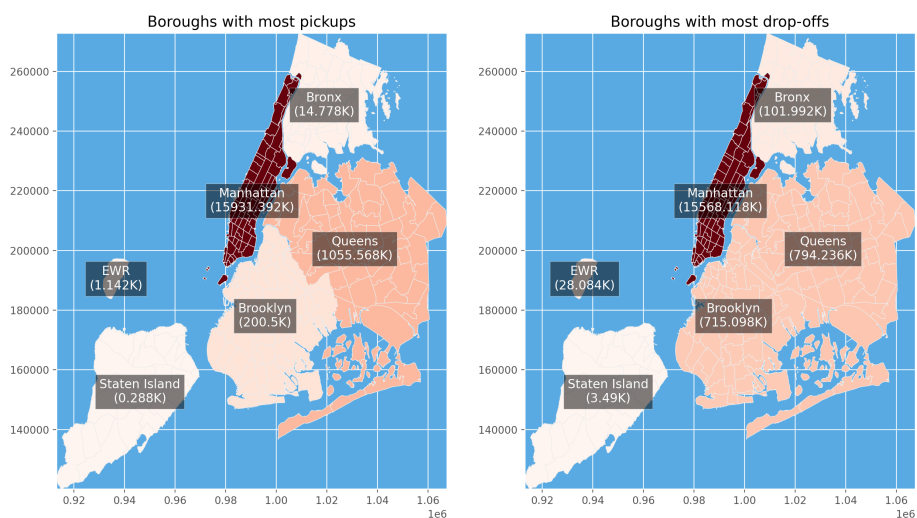 Boroughs with most pickups
260000
240000
220000
200000
180000
160000
140000
Bronx
(14.778K)
Manhattan
(15931.392K)
Queens
(1055.568K)
EWR
(1.142K)
Brooklyn
(200.5K)
Staten Island
(0.288K)
0.92 0.94 0.96 0.98 1.00 1.02 1.04 1.06
1e6
Boroughs with most drop-offs
260000
240000
220000
200000
180000
160000
140000
Bronx
(101.992K)
Manhattan
(15568.118K)
Queens
(794.236K)
EWR
(28.084K)
Brooklyn
(715.098K)
Staten Island
(3.49K)
0.92 0.94 0.96 0.98 1.00 1.02 1.04 1.06
1e6